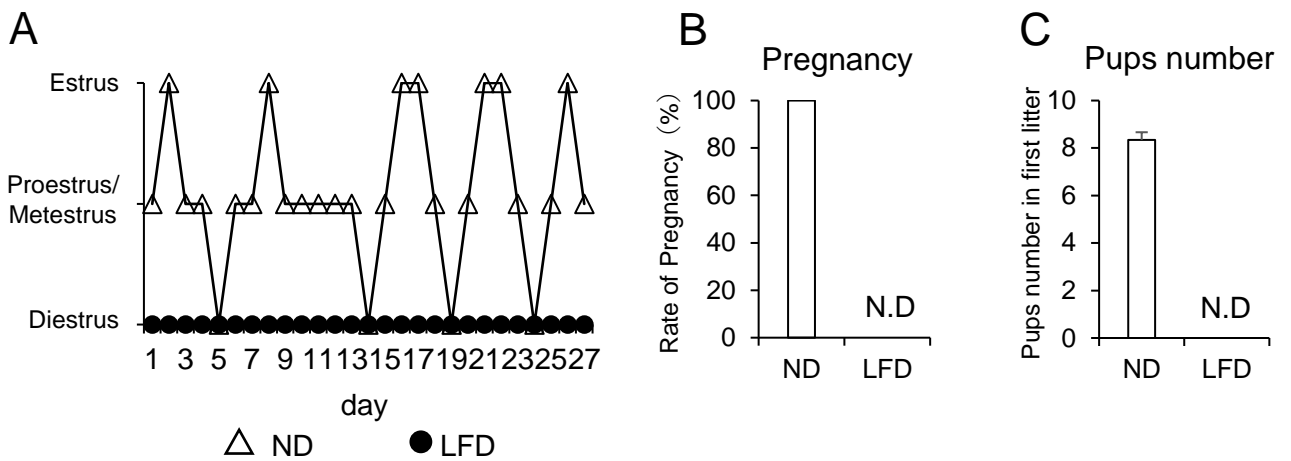 A
Estrus
Proestrus/
Metestrus
Diestrus
1 3 5 7 9 11 13 15 17 19 21 23 25 27
day
ND LFD
B
Pregnancy
Rate of Pregnancy（%）
100
80
60
40
20
0
N.D
ND LFD
C
Pups number
Pups number in first litter
10
8
6
4
2
0
N.D
ND LFD